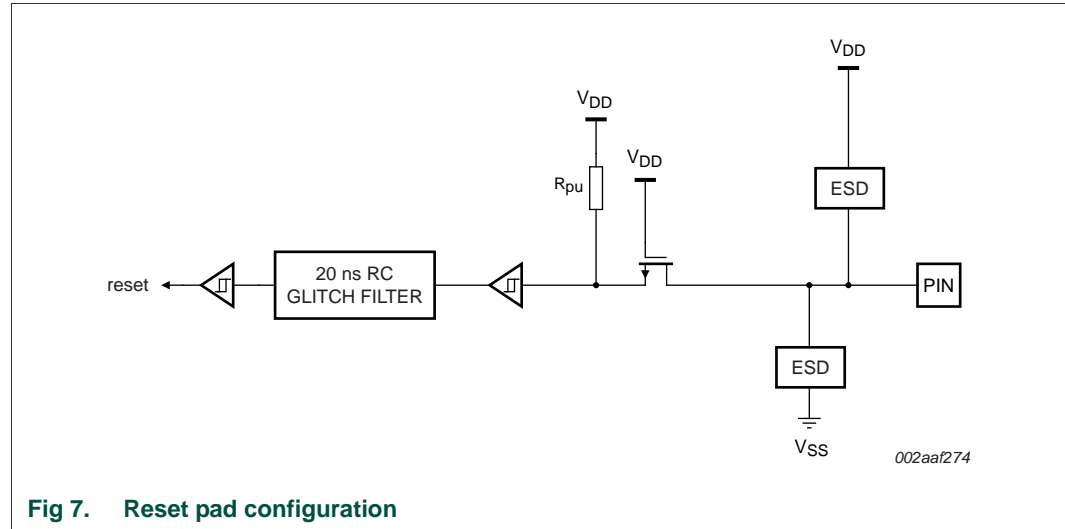 VDD
VDD
VDD
Rpu
ESD
reset
20 ns RC
GLITCH FILTER
PIN
ESD
VSS
002aaf274
Fig 7. Reset pad configuration